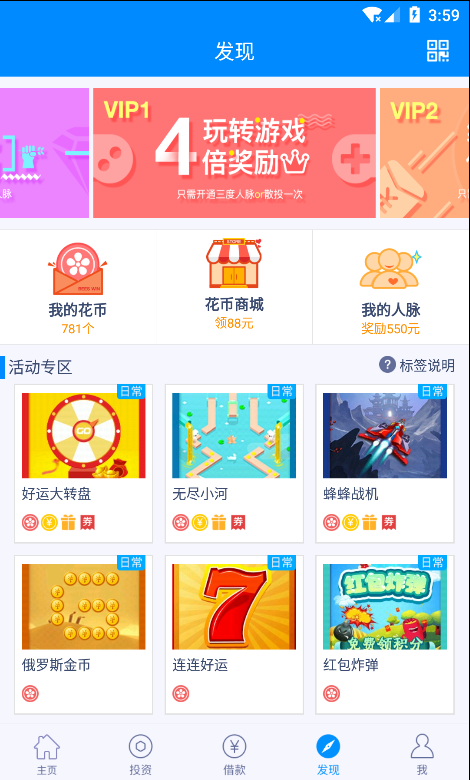 3:59
发现
VIP1
4
玩转游戏
倍奖励
只需开通三度人脉or散投一次
VIP2
人脉
我的花币
781个
STORE
花币商城
领88元
我的人脉
奖励550元
活动专区
? 标签说明
日常
日常
日常
好运大转盘
无尽小河
蜂蜂战机
券
券
券
日常
日常
日常
7
红包炸弹
免费领积分
俄罗斯金币
连连好运
红包炸弹
主页
投资
借款
发现
我